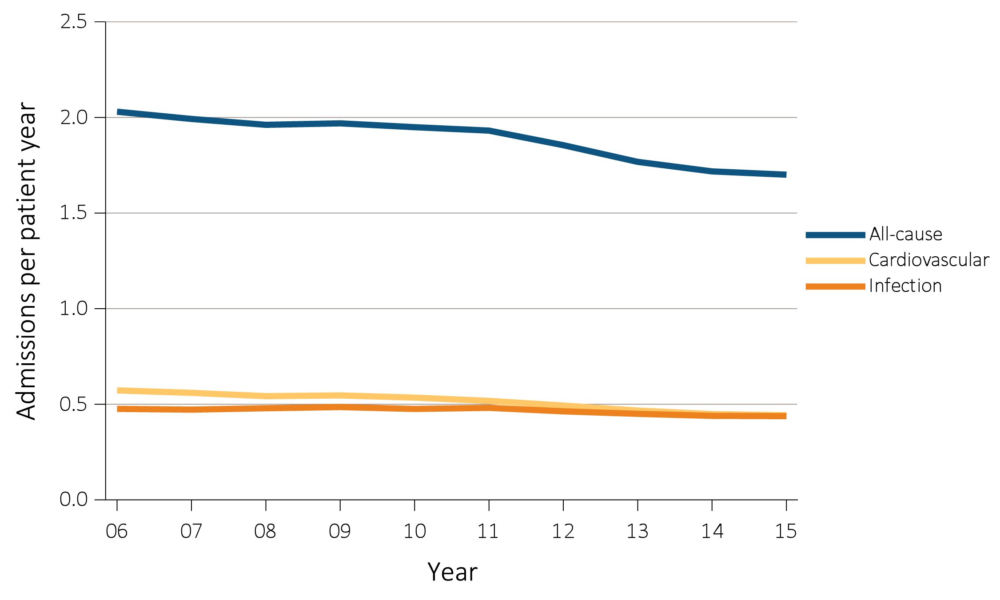 Admissions per patient year
2.5
2.0
1.5
1.0
0.5
0.0
06 07 08 09 10 11 12 13 14 15
Year
All-cause
Cardiovascular
Infection